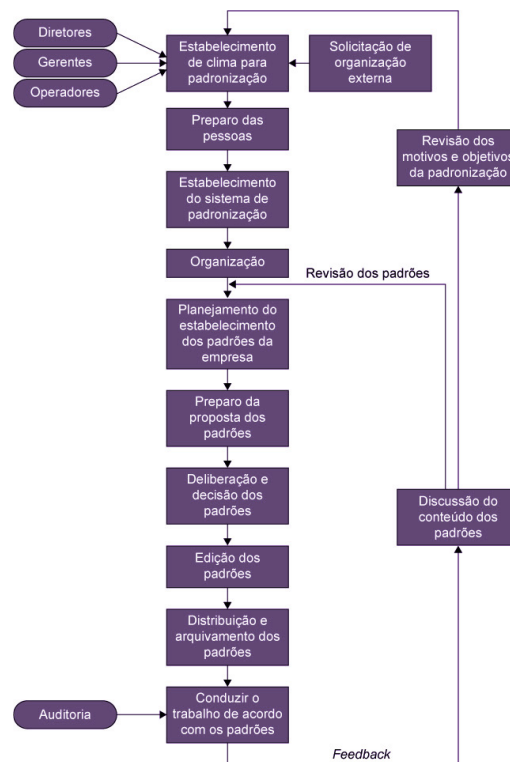 Diretores
Gerentes
Operadores
Estabelecimento
de clima para
padronização
Solicitação de
organização
externa
Preparo das
pessoas
Revisão dos
motivos e objetivos
da padronização
Estabelecimento
do sistema de
padronização
Organização
Revisão dos padrões
Planejamento do
estabelecimento
dos padrões da
empresa
Preparo da
proposta dos
padrões
Deliberação e
decisão dos
padrões
Discussão do
conteúdo dos
padrões
Edição dos
padrões
Distribuição e
arquivamento dos
padrões
Auditoria
Conduzir o
trabalho de acordo
com os padrões
Feedback